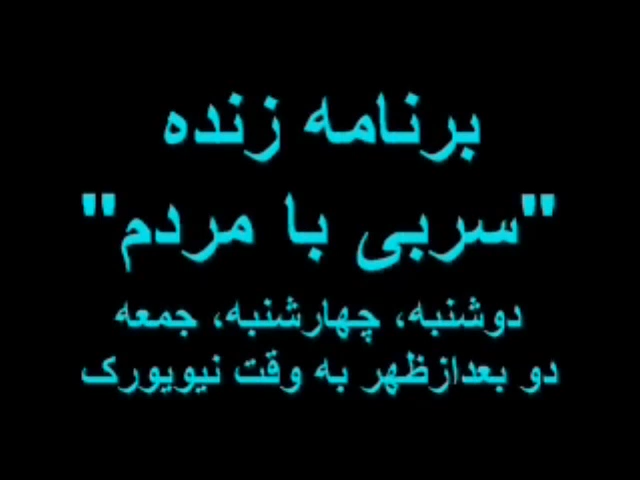 برنامه زنده
"سربی با مردم"
دوشنبه، چهارشنبه، جمعه
دو بعدازظهر به وقت نیویورک